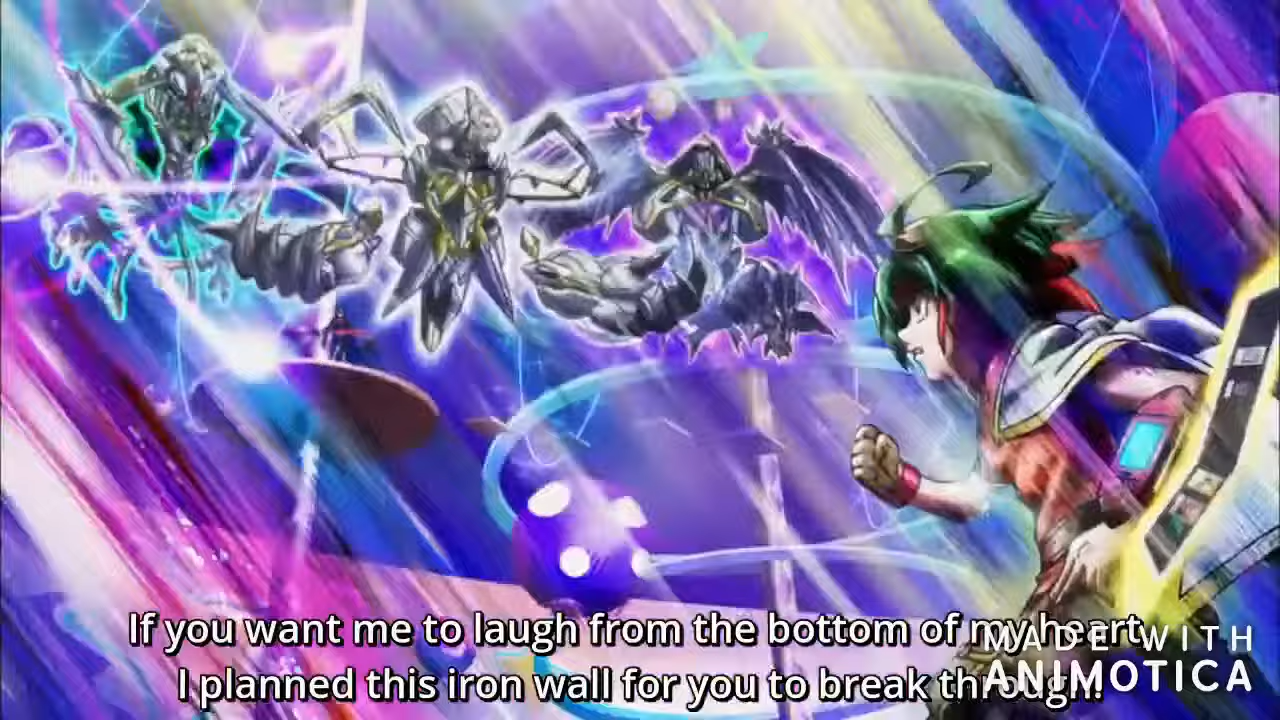 If you want me to laugh from the bottom of my heart,
I planned this iron wall for you to break through!
MADE WITH
ANIMOTICA